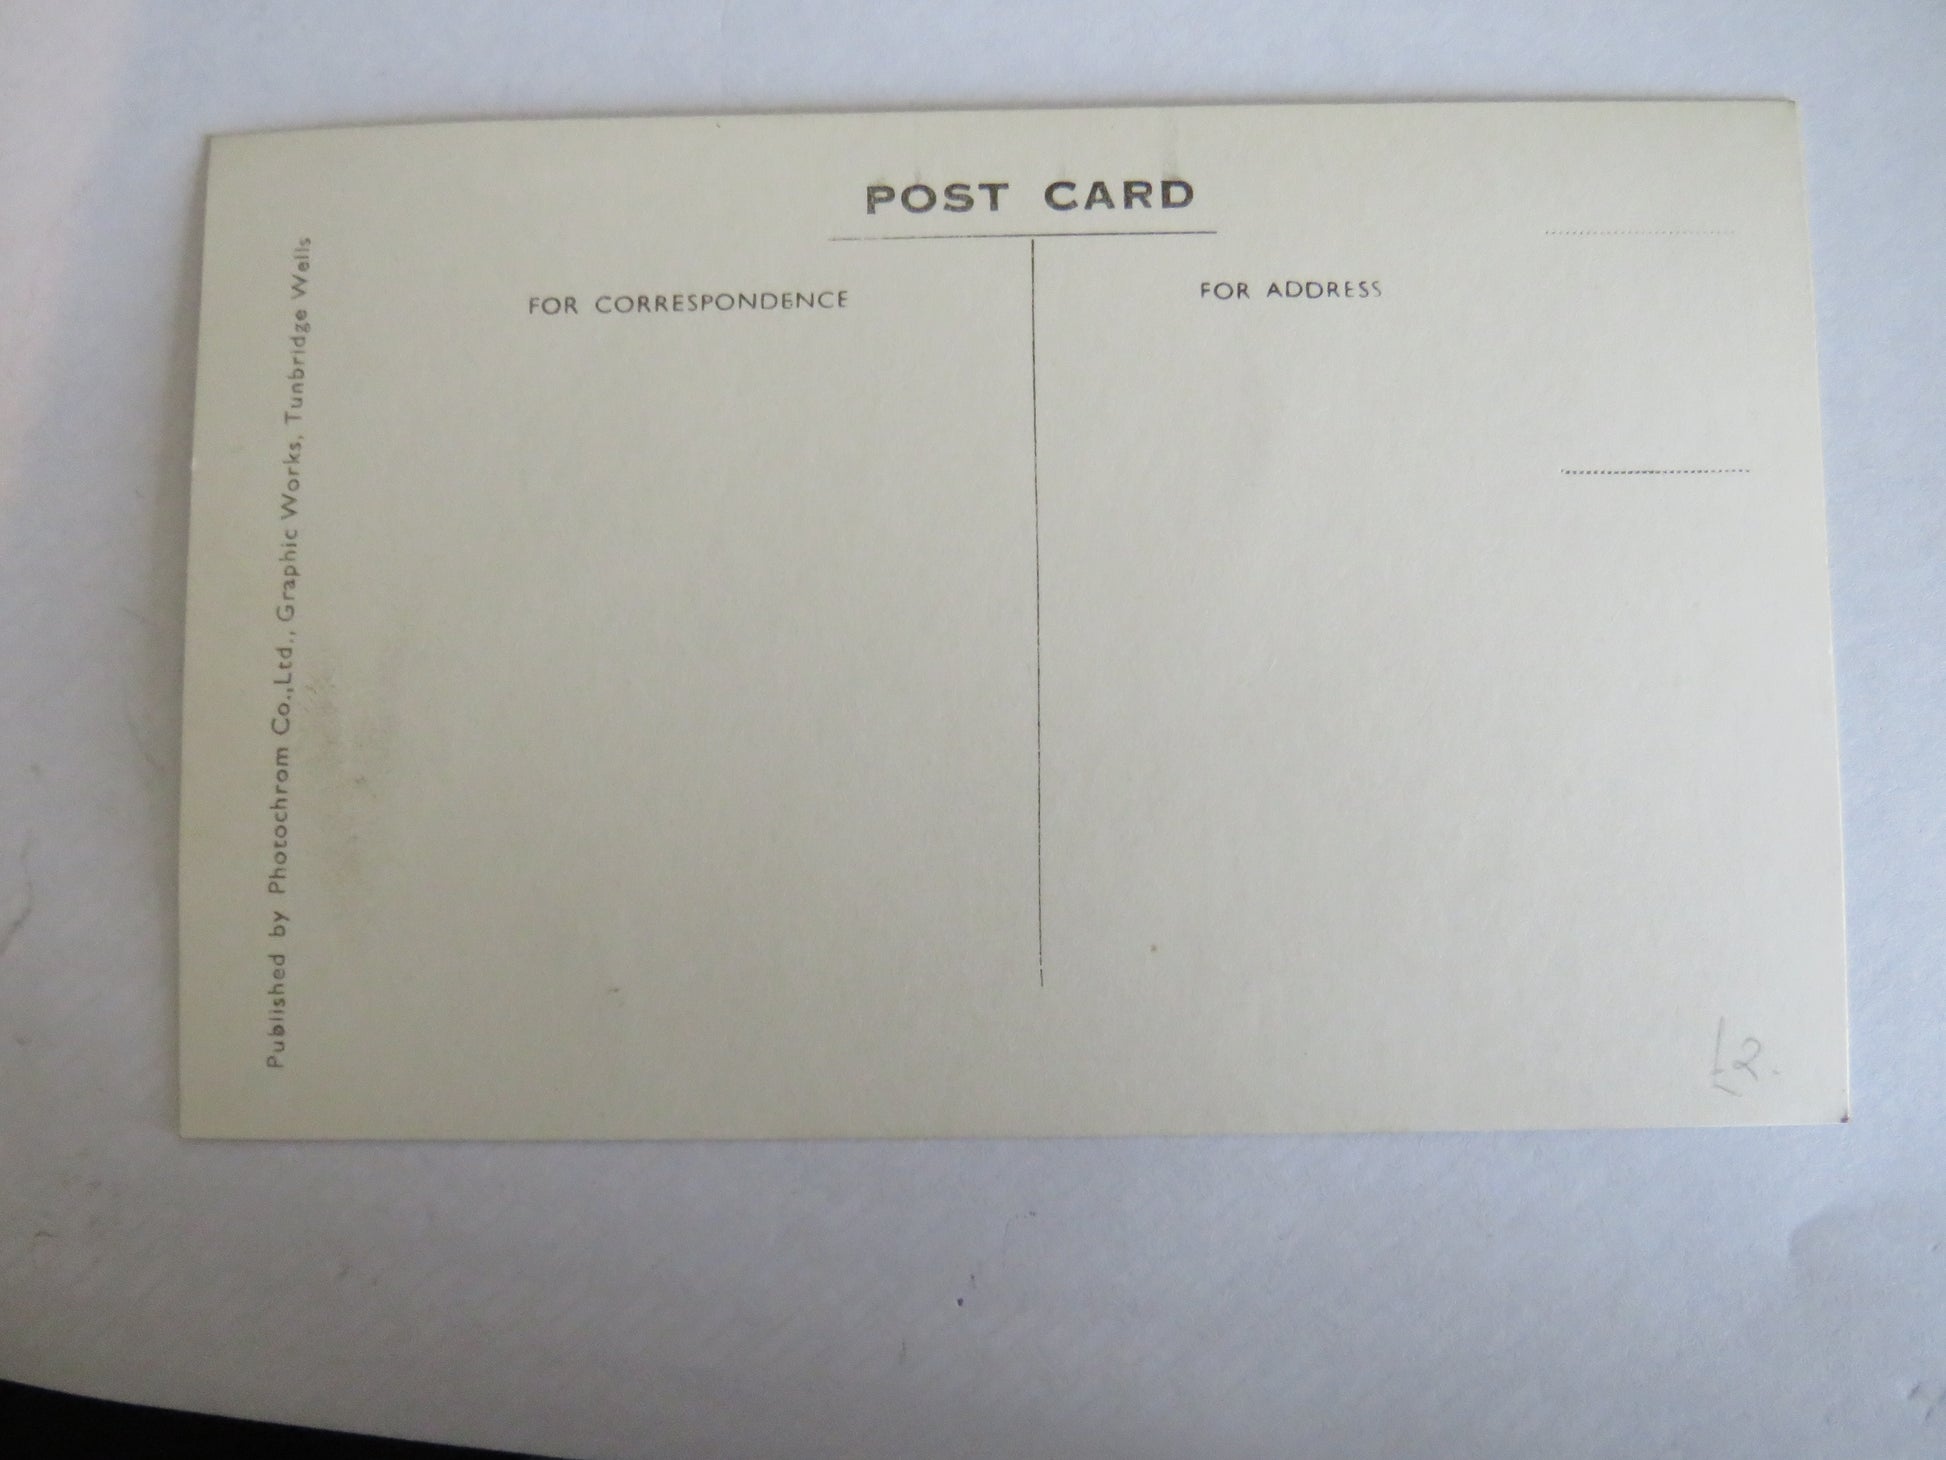 POST CARD
FOR CORRESPONDENCE
FOR ADDRESS
Published by Photochrom Co., Ltd., Graphic Works, Tunbridge Wells